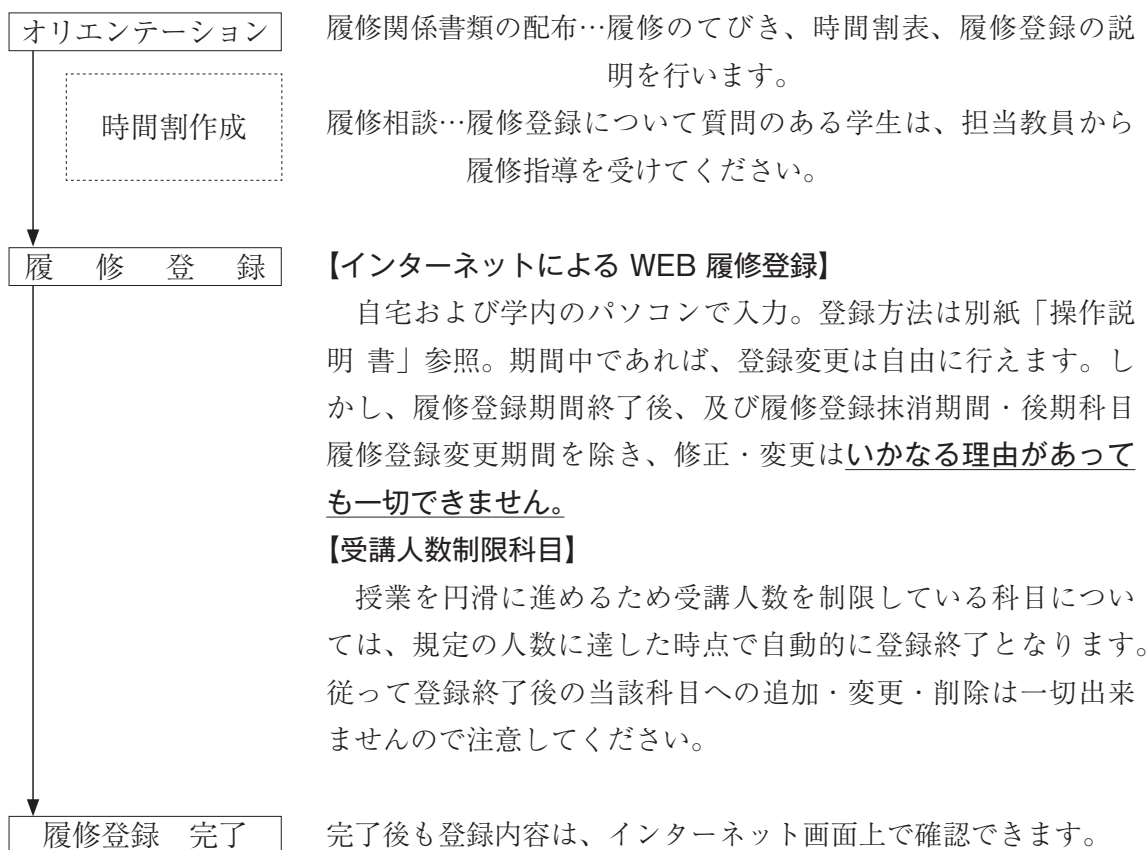 オリエンテーション
履修関係書類の配布…履修のてびき、時間割表、履修登録の説
明を行います。
時間割作成
履修相談…履修登録について質問のある学生は、担当教員から
履修指導を受けてください。
履　修　登　録
【インターネットによる WEB 履修登録】
自宅および学内のパソコンで入力。登録方法は別紙「操作説
明 書」参照。期間中であれば、登録変更は自由に行えます。し
かし、履修登録期間終了後、及び履修登録抹消期間・後期科目
履修登録変更期間を除き、修正・変更はいかなる理由があって
も一切できません。
【受講人数制限科目】
授業を円滑に進めるため受講人数を制限している科目につい
ては、規定の人数に達した時点で自動的に登録終了となります。
従って登録終了後の当該科目への追加・変更・削除は一切出来
ませんので注意してください。
履修登録　完了
完了後も登録内容は、インターネット画面上で確認できます。